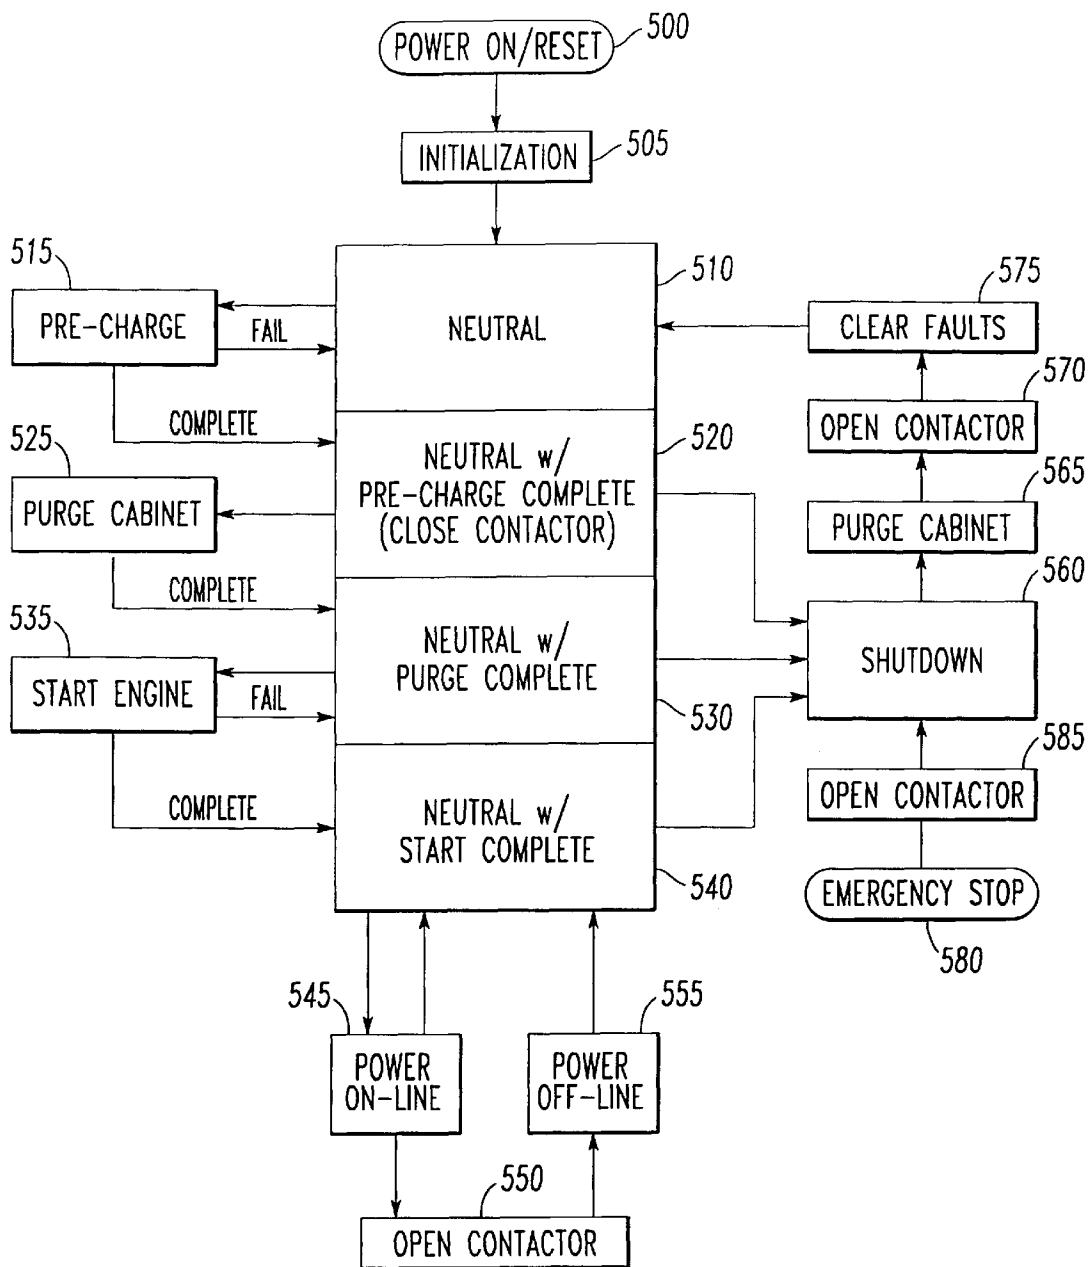 POWER ON/RESET
500
INITIALIZATION
505
515
PRE-CHARGE
FAIL
COMPLETE
NEUTRAL
510
575
CLEAR FAULTS
570
OPEN CONTACTOR
525
PURGE CABINET
COMPLETE
NEUTRAL w/
PRE-CHARGE COMPLETE
(CLOSE CONTACTOR)
520
565
PURGE CABINET
560
SHUTDOWN
535
START ENGINE
FAIL
COMPLETE
NEUTRAL w/
PURGE COMPLETE
530
585
OPEN CONTACTOR
NEUTRAL w/
START COMPLETE
540
EMERGENCY STOP
580
545
POWER
ON-LINE
555
POWER
OFF-LINE
550
OPEN CONTACTOR